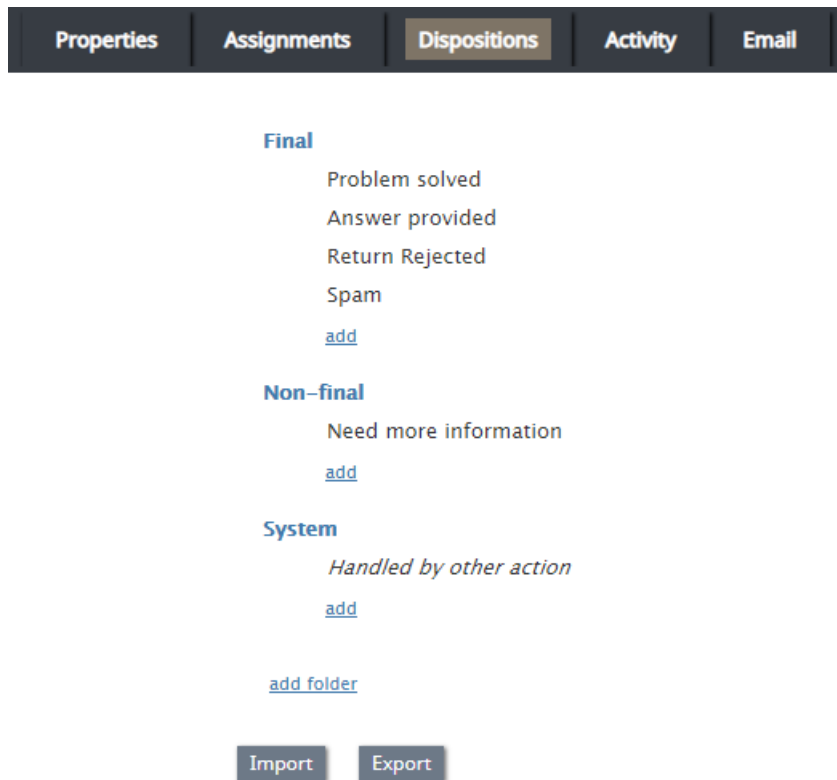 Properties Assignments Dispositions Activity Email
Final
Problem solved
Answer provided
Return Rejected
Spam
add
Non-final
Need more information
add
System
Handled by other action
add
add folder
Import Export